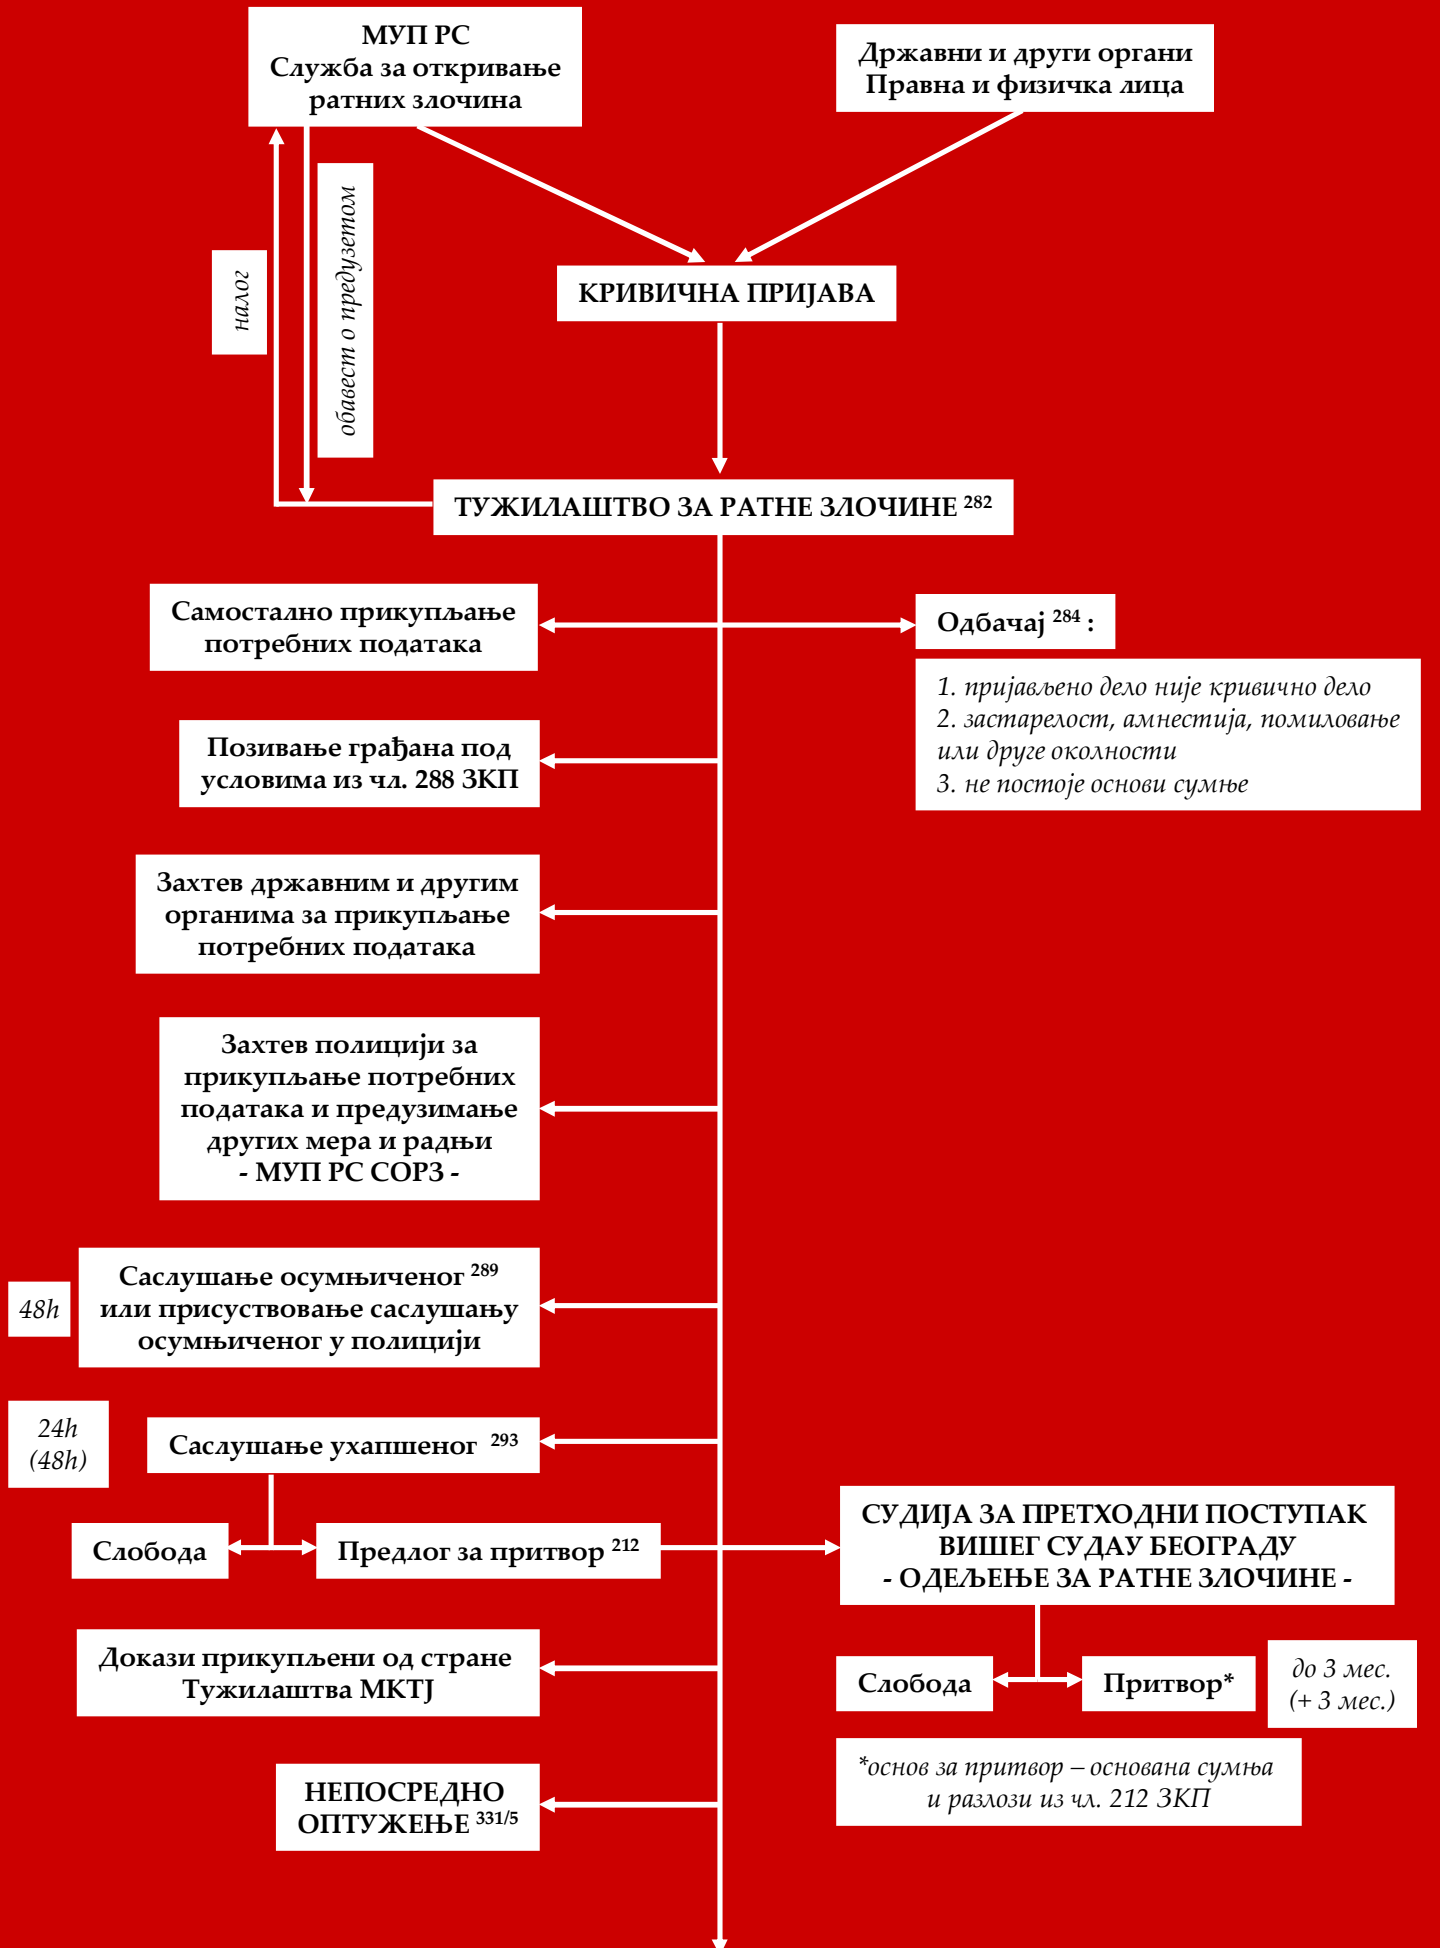 МУП РС
Служба за откривање
ратних злочина
Државни и други органи
Правна и физичка лица
налог
обавест о предузетом
КРИВИЧНА ПРИЈАВА
ТУЖИЛАШТВО ЗА РАТНЕ ЗЛОЧИНЕ 282
Самостално прикупљање
потребних података
Одбачај 284 :
1. пријављено дело није кривично дело
2. застарелост, амнестија, помиловање
или друге околности
3. не постоје основи сумње
Позивање грађана под
условима из чл. 288 ЗКП
Захтев државним и другим
органима за прикупљање
потребних података
Захтев полицији за
прикупљање потребних
података и предузимање
других мера и радњи
- МУП РС СОРЗ -
48h
Саслушање осумњиченог 289
или присуствовање саслушању
осумњиченог у полицији
24h
(48h)
Саслушање ухапшеног 293
Слобода
Предлог за притвор 212
СУДИЈА ЗА ПРЕТХОДНИ ПОСТУПАК
ВИШЕГ СУДАУ БЕОГРАДУ
- ОДЕЉЕЊЕ ЗА РАТНЕ ЗЛОЧИНЕ -
Докази прикупљени од стране
Тужилаштва МКТЈ
Слобода
Притвор*
до 3 мес.
(+ 3 мес.)
*основ за притвор – основана сумња
и разлози из чл. 212 ЗКП
НЕПОСРЕДНО
ОПТУЖЕЊЕ 331/5